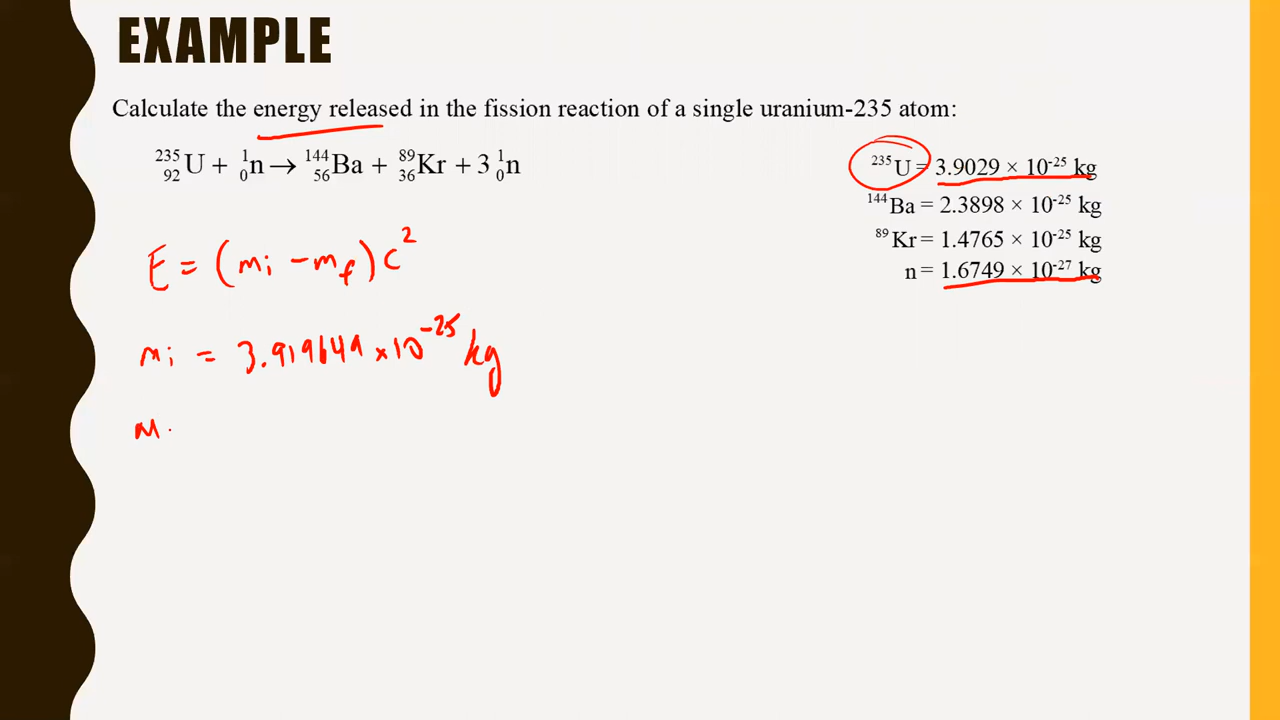 EXAMPLE
Calculate the energy released in the fission reaction of a single uranium-235 atom:
²³⁵₉₂U + ¹₀n → ¹⁴⁴₅₆Ba + ⁸⁹₃₆Kr + 3 ¹₀n
²³⁵U = 3.9029 × 10⁻²⁵ kg
¹⁴⁴Ba = 2.3898 × 10⁻²⁵ kg
⁸⁹Kr = 1.4765 × 10⁻²⁵ kg
n = 1.6749 × 10⁻²⁷ kg
E = (mi − mf)c²
mi = 3.919649 × 10⁻²⁵ kg
M